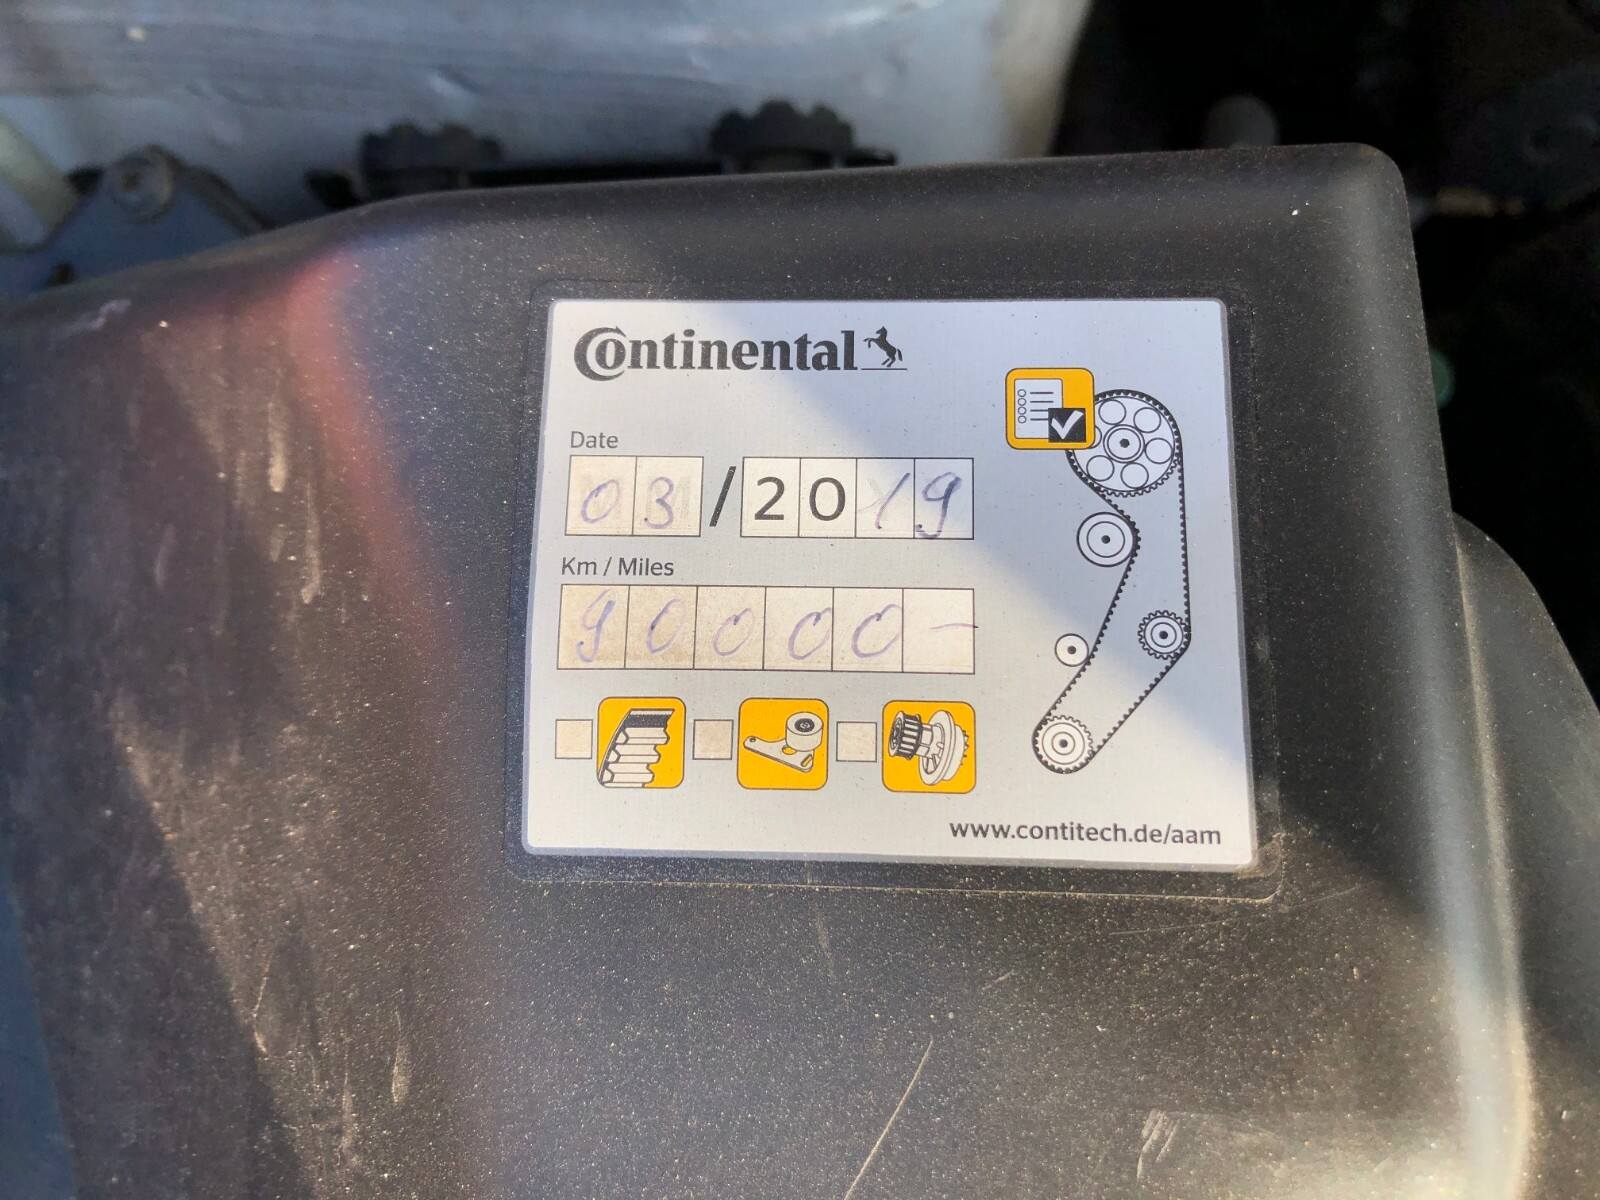 Continental
Date
03/2019
Km / Miles
90000-
www.contitech.de/aam